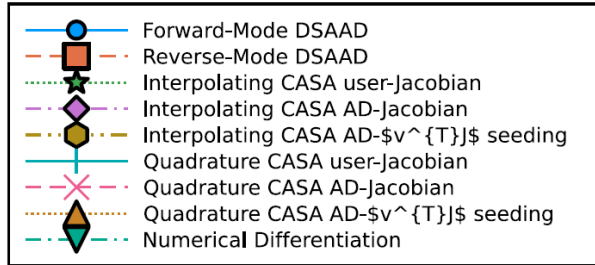 Forward-Mode DSAAD
Reverse-Mode DSAAD
Interpolating CASA user-Jacobian
Interpolating CASA AD-Jacobian
Interpolating CASA AD-$v^{T}J$ seeding
Quadrature CASA user-Jacobian
Quadrature CASA AD-Jacobian
Quadrature CASA AD-$v^{T}J$ seeding
Numerical Differentiation